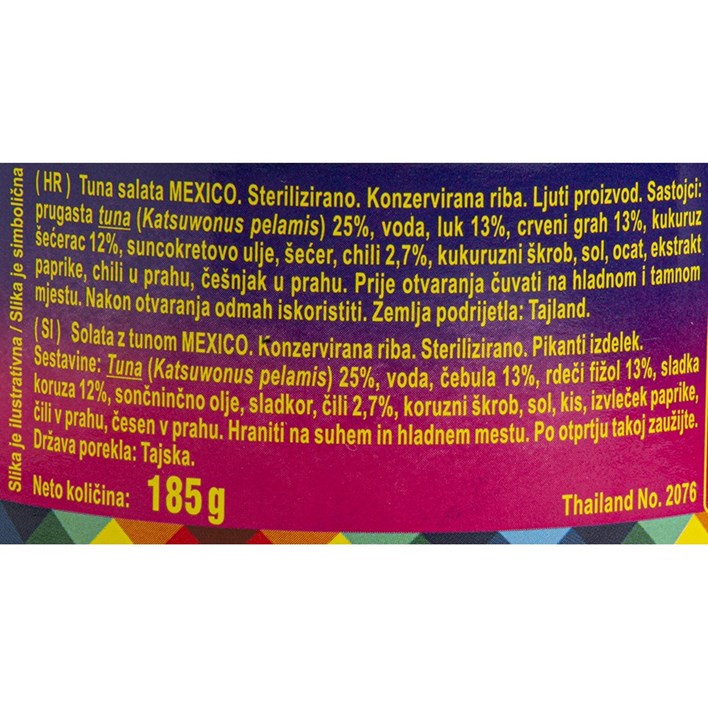 Slika je ilustrativna / Slika je simbolična
(HR) Tuna salata MEXICO. Sterilizirano. Konzervirana riba. Ljuti proizvod. Sastojci:
prugasta tuna (Katsuwonus pelamis) 25%, voda, luk 13%, crveni grah 13%, kukuruz
šećerac 12%, suncokretovo ulje, šećer, chili 2,7%, kukuruzni škrob, sol, ocat, ekstrakt
paprike, chili u prahu, češnjak u prahu. Prije otvaranja čuvati na hladnom i tamnom
mjestu. Nakon otvaranja odmah iskoristiti. Zemlja podrijetla: Tajland.
(SI) Solata z tunom MEXICO. Konzervirana riba. Sterilizirano. Pikanti izdelek.
Sestavine: Tuna (Katsuwonus pelamis) 25%, voda, čebula 13%, rdeči fižol 13%, sladka
koruza 12%, sončninčno olje, sladkor, čili 2,7%, koruzni škrob, sol, kis, izvleček paprike,
čili v prahu, česen v prahu. Hraniti na suhem in hladnem mestu. Po otprtju takoj zaužijte.
Država porekla: Tajska.
Neto količina: 185 g
Thailand No. 2076